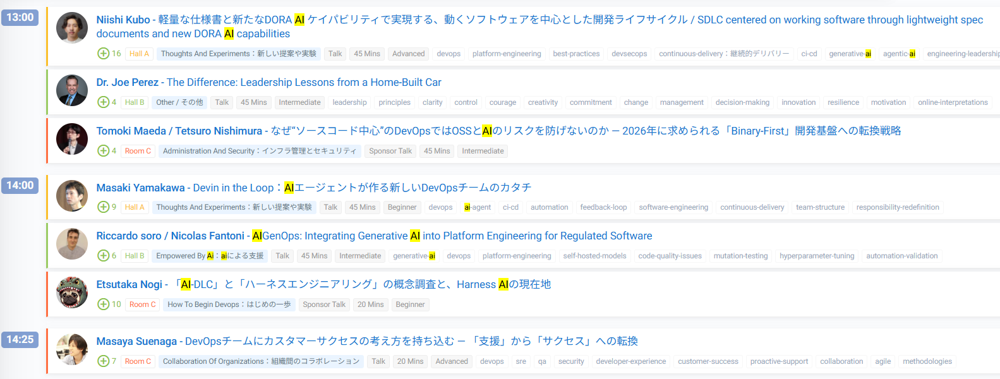 13:00
Niishi Kubo - 軽量な仕様書と新たなDORA AI ケイパビリティで実現する、動くソフトウェアを中心とした開発ライフサイクル / SDLC centered on working software through lightweight spec
documents and new DORA AI capabilities
16 Hall A Thoughts And Experiments：新しい提案や実験 Talk 45 Mins Advanced devops platform-engineering best-practices devsecops continuous-delivery：継続的デリバリー ci-cd generative-ai agentic-ai engineering-leadership
Dr. Joe Perez - The Difference: Leadership Lessons from a Home-Built Car
4 Hall B Other / その他 Talk 45 Mins Intermediate leadership principles clarity control courage creativity commitment change management decision-making innovation resilience motivation online-interpretations
Tomoki Maeda / Tetsuro Nishimura - なぜ“ソースコード中心”のDevOpsではOSSとAIのリスクを防げないのか – 2026年に求められる「Binary-First」開発基盤への転換戦略
4 Room C Administration And Security：インフラ管理とセキュリティ Sponsor Talk 45 Mins Intermediate
14:00
Masaki Yamakawa - Devin in the Loop：AIエージェントが作る新しいDevOpsチームのカタチ
9 Hall A Thoughts And Experiments：新しい提案や実験 Talk 45 Mins Beginner devops ai-agent ci-cd automation feedback-loop software-engineering continuous-delivery team-structure responsibility-redefinition
Riccardo soro / Nicolas Fantoni - AIGenOps: Integrating Generative AI into Platform Engineering for Regulated Software
6 Hall B Empowered By Ai：aiによる支援 Talk 45 Mins Intermediate generative-ai devops platform-engineering self-hosted-models code-quality-issues mutation-testing hyperparameter-tuning automation-validation
Etsutaka Nogi - 「AI-DLC」と「ハーネスエンジニアリング」の概念調査と、Harness AIの現在地
10 Room C How To Begin Devops：はじめの一歩 Sponsor Talk 20 Mins Beginner
14:25
Masaya Suenaga - DevOpsチームにカスタマーサクセスの考え方を持ち込む – 「支援」から「サクセス」への転換
7 Room C Collaboration Of Organizations：組織間のコラボレーション Talk 20 Mins Advanced devops sre qa security developer-experience customer-success proactive-support collaboration agile methodologies